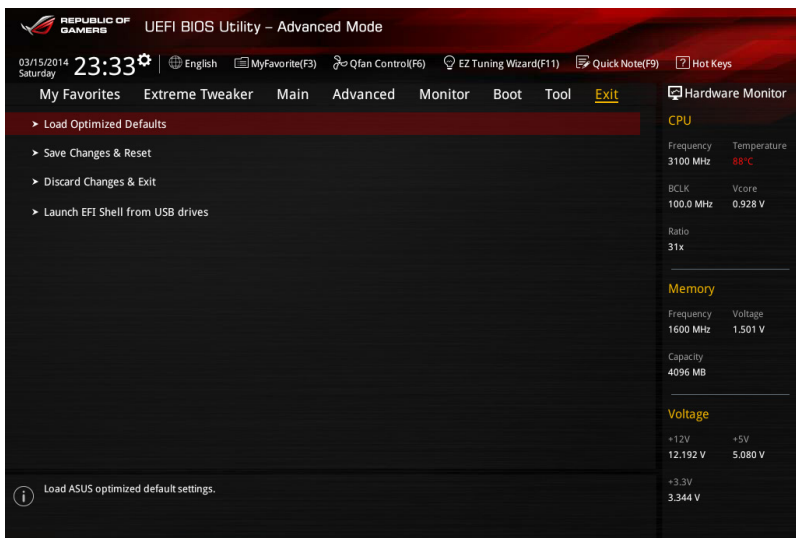 REPUBLIC OF
GAMERS
UEFI BIOS Utility – Advanced Mode
03/15/2014
Saturday
23:33
English
MyFavorite(F3)
Qfan Control(F6)
EZ Tuning Wizard(F11)
Quick Note(F9)
? Hot Keys
My Favorites
Extreme Tweaker
Main
Advanced
Monitor
Boot
Tool
Exit
Hardware Monitor
> Load Optimized Defaults
> Save Changes & Reset
> Discard Changes & Exit
> Launch EFI Shell from USB drives
CPU
Frequency Temperature
3100 MHz 88°C
BCLK Vcore
100.0 MHz 0.928 V
Ratio
31x
Memory
Frequency Voltage
1600 MHz 1.501 V
Capacity
4096 MB
Voltage
+12V +5V
12.192 V 5.080 V
+3.3V
3.344 V
i Load ASUS optimized default settings.